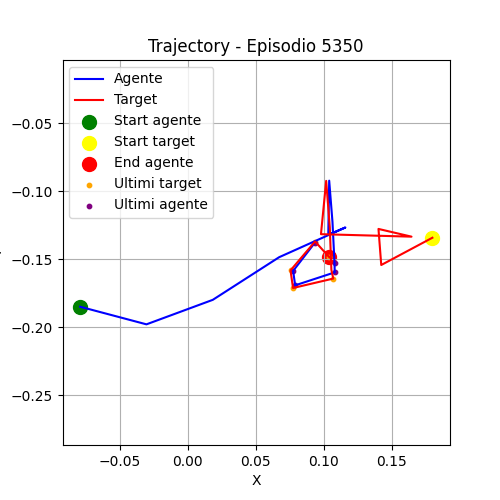 Trajectory - Episodio 5350
Agente
Target
Start agente
Start target
End agente
Ultimi target
Ultimi agente
−0.05
−0.10
−0.15
−0.20
−0.25
−0.05
0.00
0.05
0.10
0.15
X